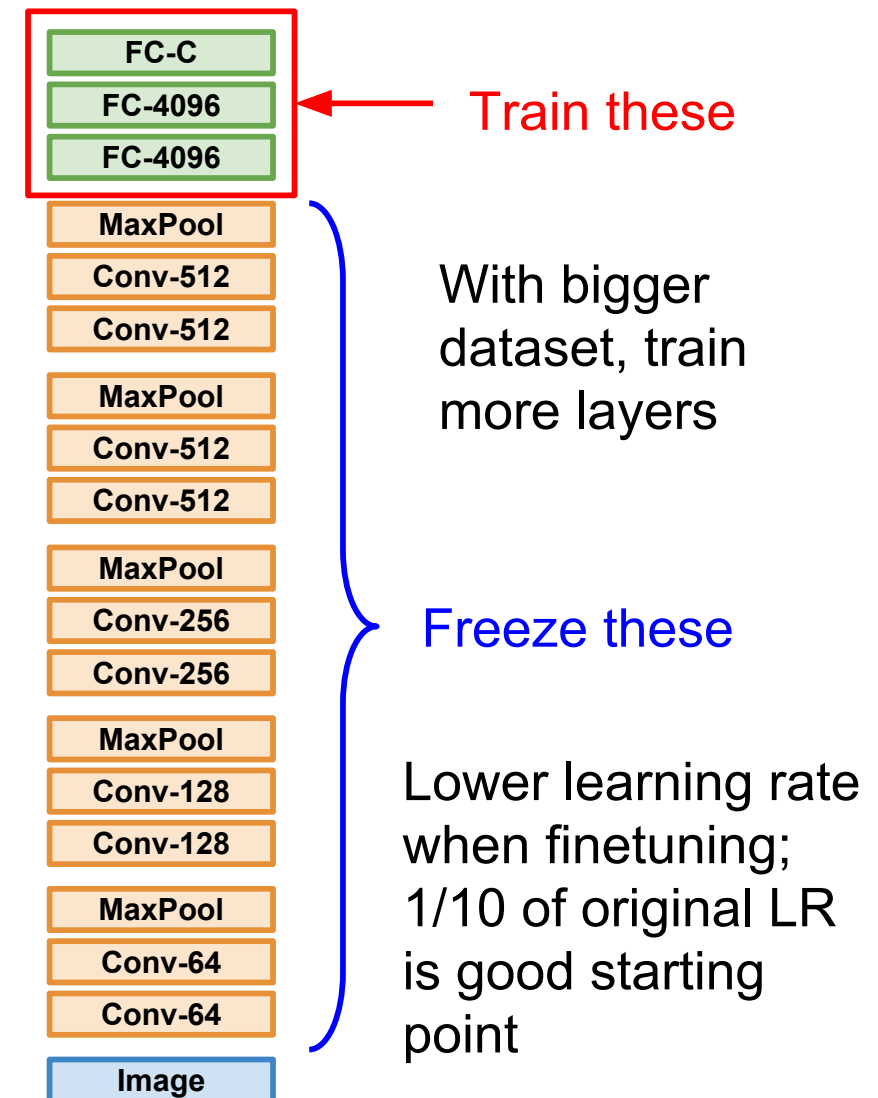 FC-C
FC-4096
FC-4096
Train these
MaxPool
Conv-512
Conv-512
With bigger
dataset, train
more layers
MaxPool
Conv-512
Conv-512
MaxPool
Conv-256
Conv-256
Freeze these
MaxPool
Conv-128
Conv-128
MaxPool
Conv-64
Conv-64
Lower learning rate
when finetuning;
1/10 of original LR
is good starting
point
Image